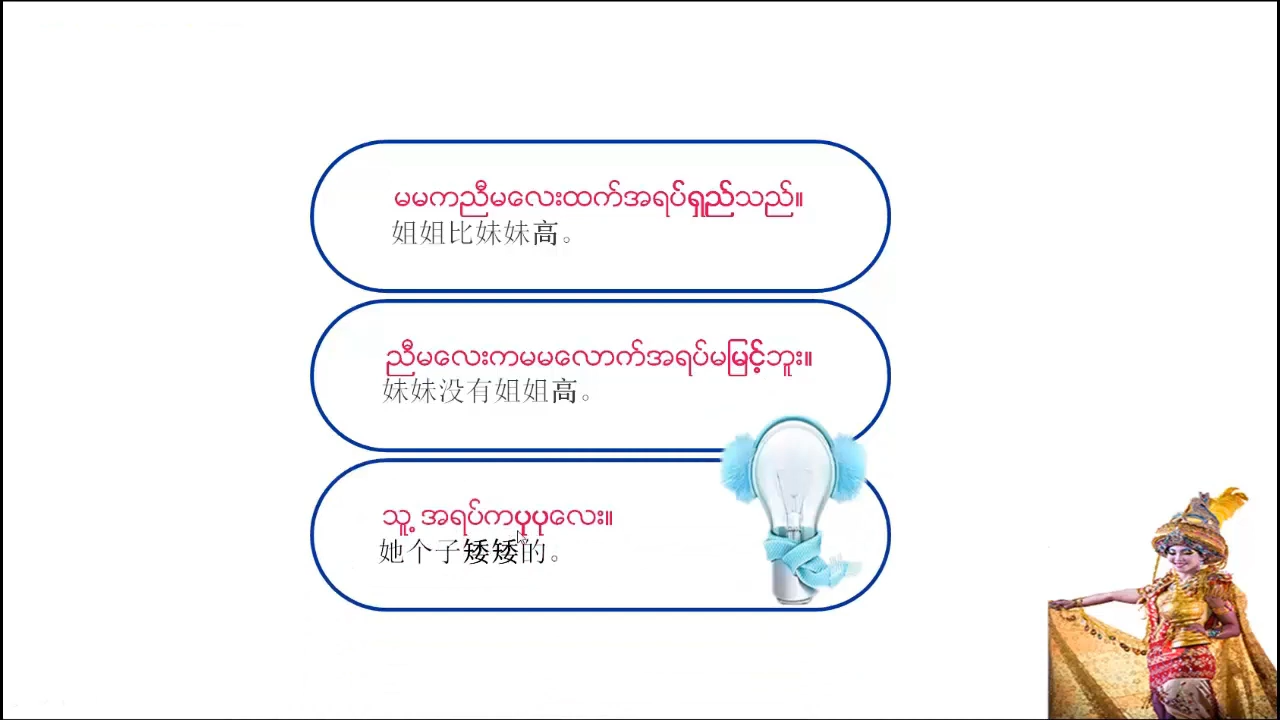 မမကညီမလေးထက်အရပ်ရှည်သည်။
姐姐比妹妹高。
ညီမလေးကမမလောက်အရပ်မမြင့်ဘူး။
妹妹没有姐姐高。
သူ့ အရပ်ကပုပုလေး။
她个子矮矮的。